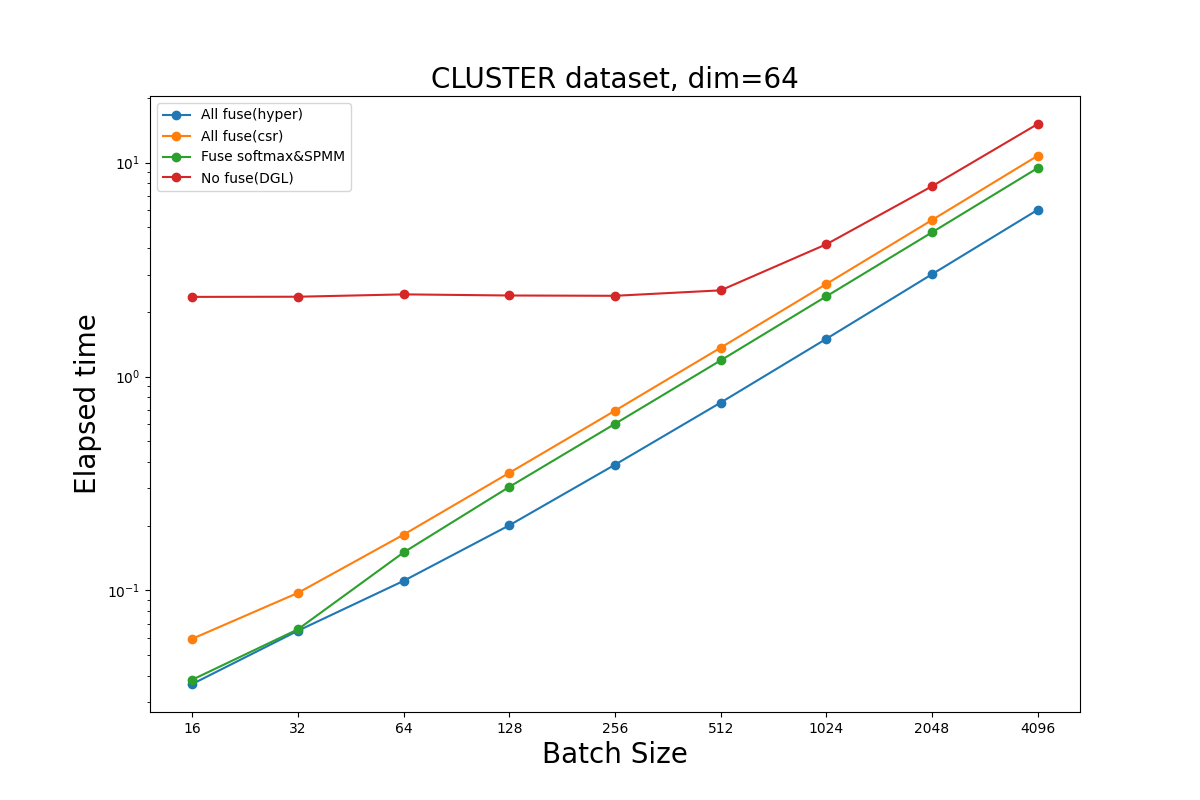 CLUSTER dataset, dim=64
All fuse(hyper)
All fuse(csr)
Fuse softmax&SPMM
No fuse(DGL)
10¹
10⁰
10⁻¹
Elapsed time
16 32 64 128 256 512 1024 2048 4096
Batch Size